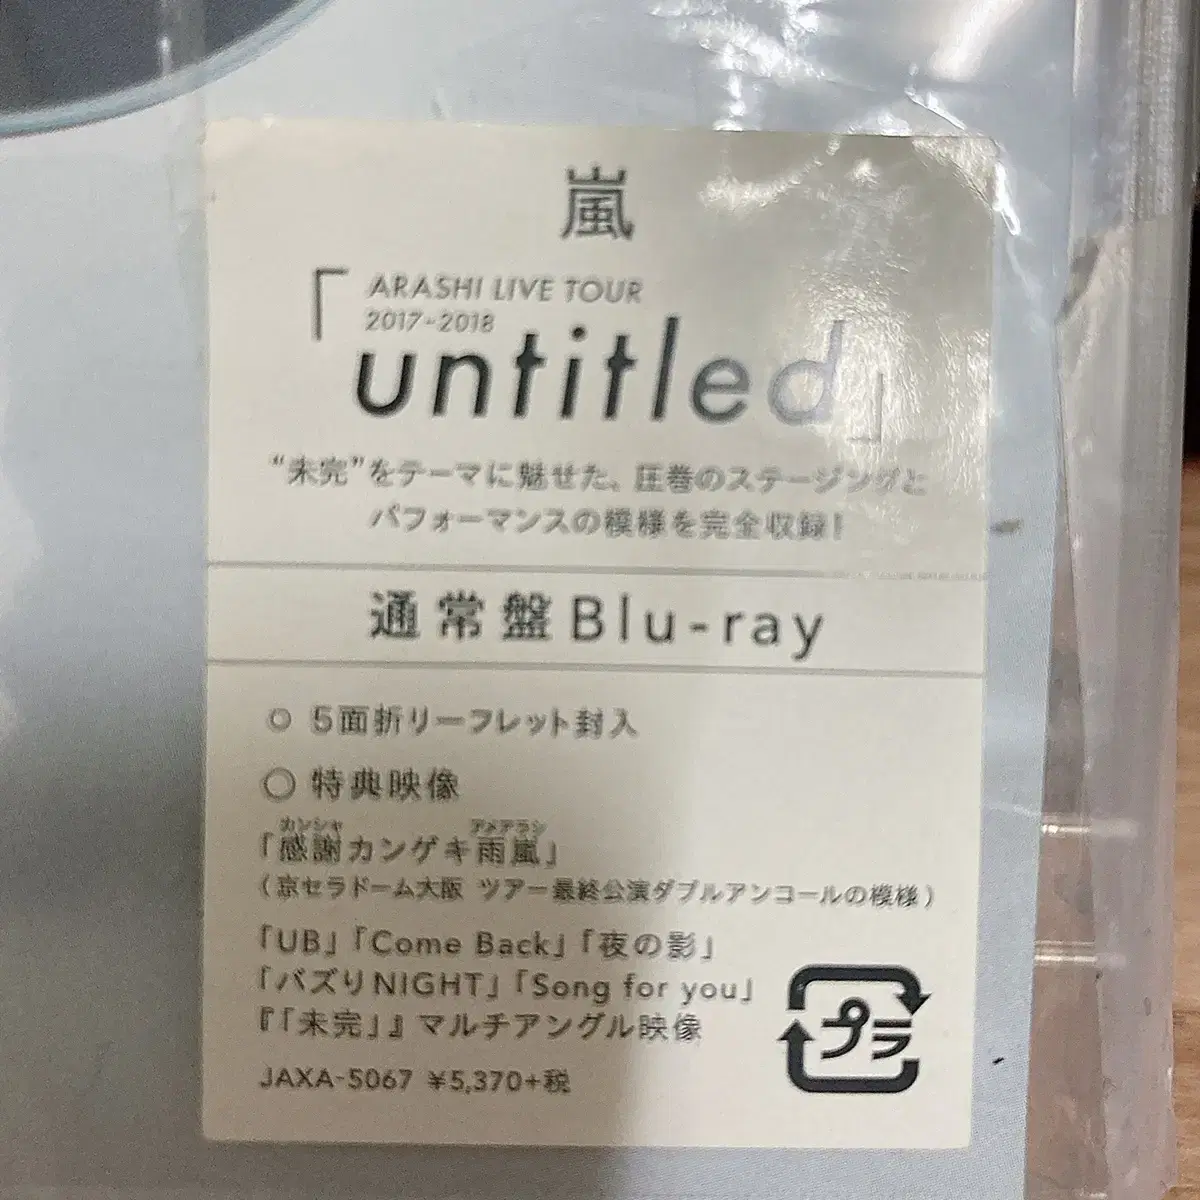 嵐
「ARASHI LIVE TOUR
2017-2018
untitled」
“未完”をテーマに魅せた、圧巻のステージングと
パフォーマンスの模様を完全収録!
通常盤Blu-ray
○ 5面折リーフレット封入
○ 特典映像
カンシャ アメアラシ
「感謝カンゲキ雨嵐」
(京セラドーム大阪 ツアー最終公演ダブルアンコールの模様)
「UB」「Come Back」「夜の影」
「バズりNIGHT」「Song for you」
『「未完」』マルチアングル映像
JAXA-5067 ¥5,370+税
プラ